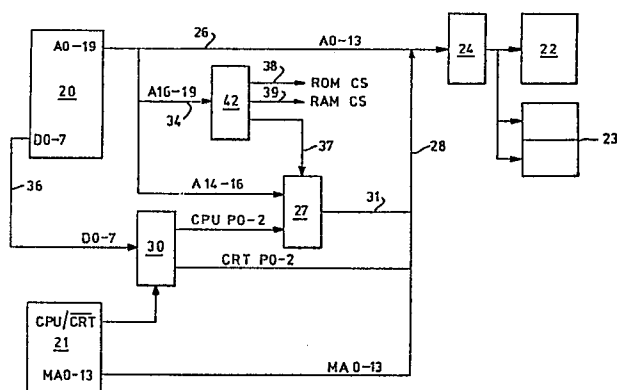 26
A0-19
A0-13
24
22
38
ROM CS
39
RAM CS
A16-19
42
20
34
D0-7
37
28
23
36
A14-16
27
31
CPU P0-2
D0-7
30
CRT P0-2
CPU/CRT
21
MA0-13
MA0-13